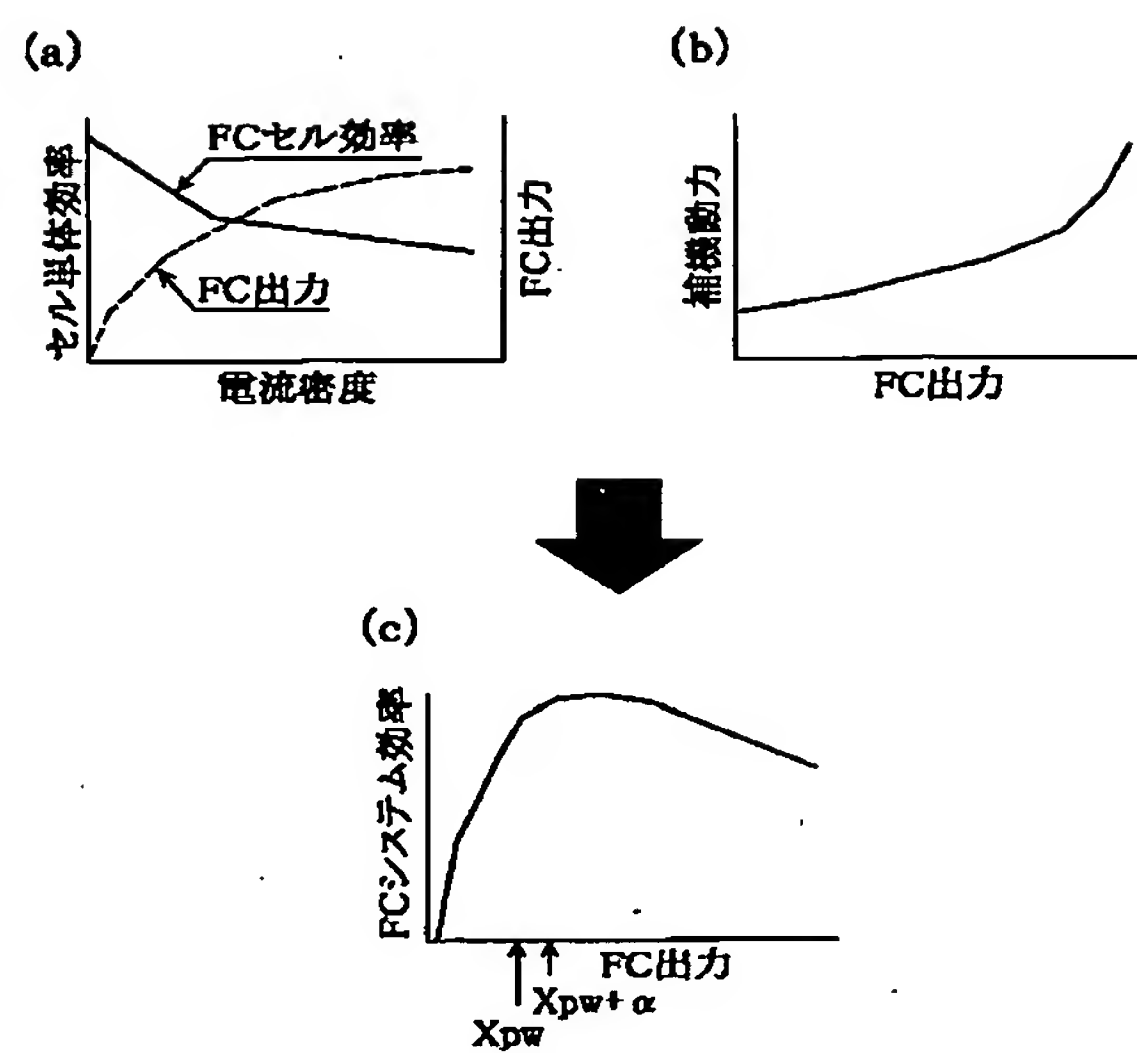 (a)
FCセル効率
セル単体効率
FC出力
FC出力
電流密度
(b)
補機動力
FC出力
(c)
FCシステム効率
FC出力
Xpw+α
Xpw